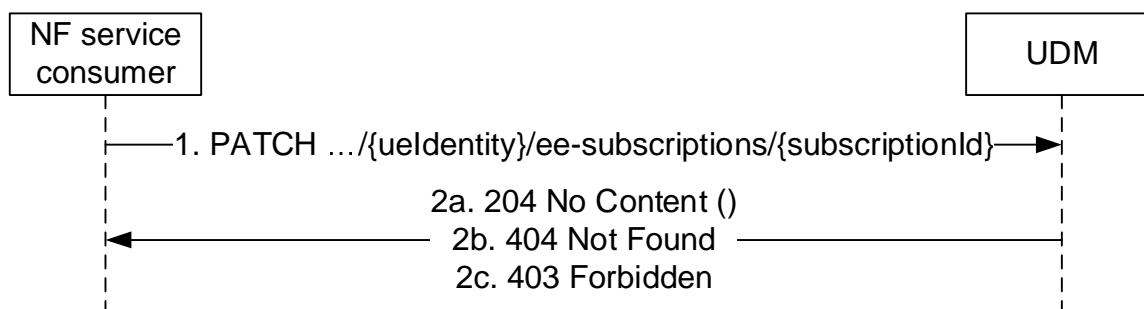 NF service
consumer
UDM
1. PATCH …/{ueIdentity}/ee-subscriptions/{subscriptionId}
2a. 204 No Content ()
2b. 404 Not Found
2c. 403 Forbidden